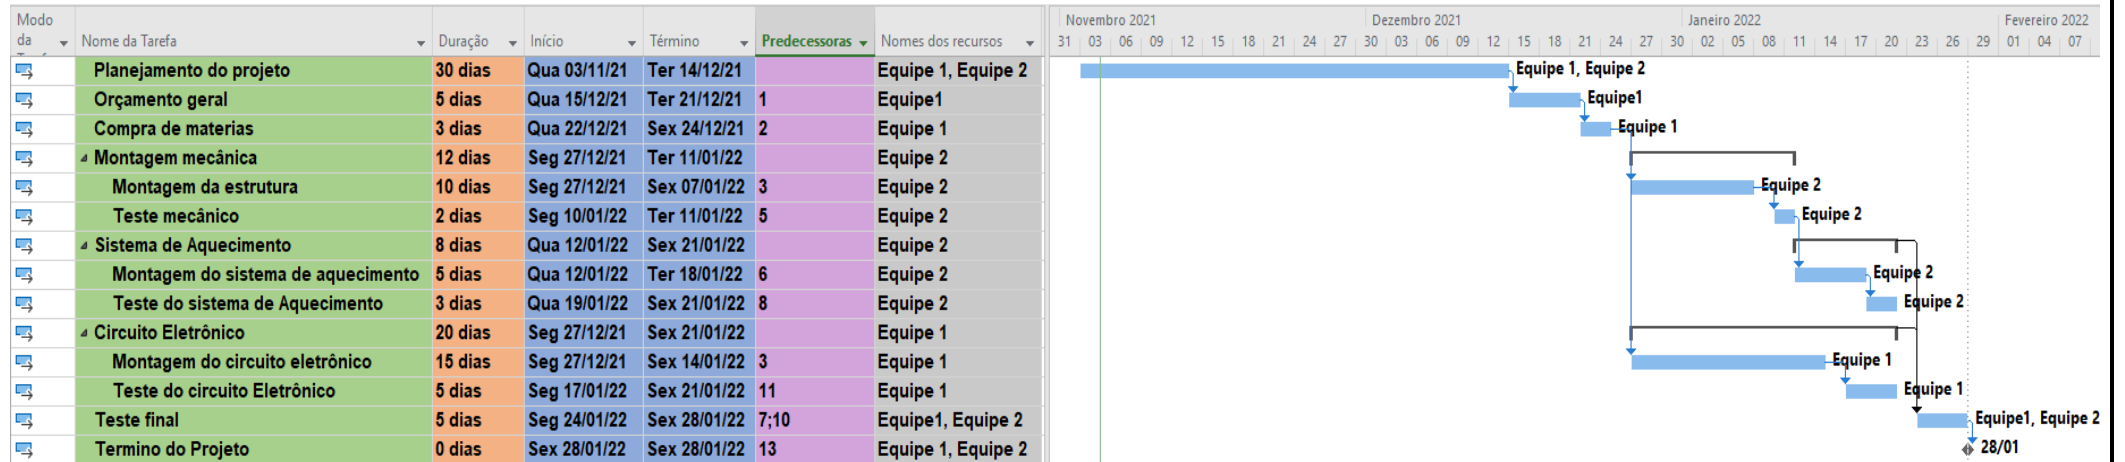 Modo
da Nome da Tarefa Duração Início Término Predecessoras Nomes dos recursos
Planejamento do projeto 30 dias Qua 03/11/21 Ter 14/12/21 Equipe 1, Equipe 2
Orçamento geral 5 dias Qua 15/12/21 Ter 21/12/21 1 Equipe1
Compra de materias 3 dias Qua 22/12/21 Sex 24/12/21 2 Equipe 1
Montagem mecânica 12 dias Seg 27/12/21 Ter 11/01/22 Equipe 2
Montagem da estrutura 10 dias Seg 27/12/21 Sex 07/01/22 3 Equipe 2
Teste mecânico 2 dias Seg 10/01/22 Ter 11/01/22 5 Equipe 2
Sistema de Aquecimento 8 dias Qua 12/01/22 Sex 21/01/22 Equipe 2
Montagem do sistema de aquecimento 5 dias Qua 12/01/22 Ter 18/01/22 6 Equipe 2
Teste do sistema de Aquecimento 3 dias Qua 19/01/22 Sex 21/01/22 8 Equipe 2
Circuito Eletrônico 20 dias Seg 27/12/21 Sex 21/01/22 Equipe 1
Montagem do circuito eletrônico 15 dias Seg 27/12/21 Sex 14/01/22 3 Equipe 1
Teste do circuito Eletrônico 5 dias Seg 17/01/22 Sex 21/01/22 11 Equipe 1
Teste final 5 dias Seg 24/01/22 Sex 28/01/22 7;10 Equipe1, Equipe 2
Termino do Projeto 0 dias Sex 28/01/22 Sex 28/01/22 13 Equipe 1, Equipe 2
Novembro 2021 Dezembro 2021 Janeiro 2022 Fevereiro 2022
31 03 06 09 12 15 18 21 24 27 30 03 06 09 12 15 18 21 24 27 30 02 05 08 11 14 17 20 23 26 29 01 04 07
Equipe 1, Equipe 2
Equipe1
Equipe 1
Equipe 2
Equipe 2
Equipe 2
Equipe 2
Equipe 1
Equipe 1
Equipe1, Equipe 2
28/01